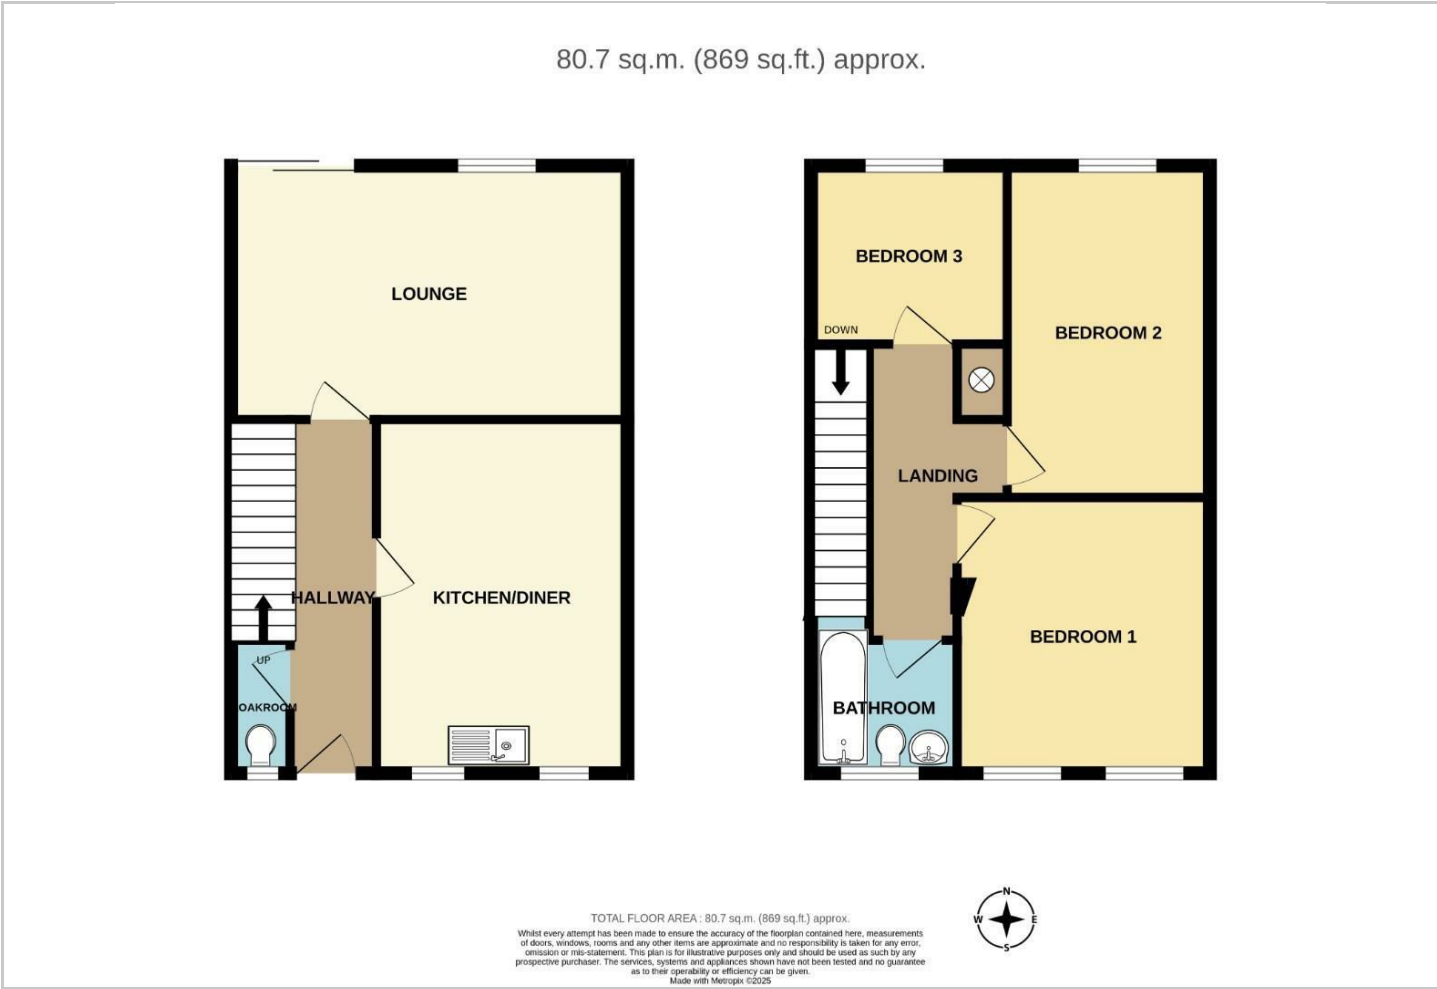 80.7 sq.m. (869 sq.ft.) approx.
LOUNGE
HALLWAY
KITCHEN/DINER
UP
OAKROOM
BEDROOM 3
DOWN
BEDROOM 2
LANDING
BEDROOM 1
BATHROOM
N
W
E
S
TOTAL FLOOR AREA : 80.7 sq.m. (869 sq.ft.) approx.
Whilst every attempt has been made to ensure the accuracy of the floorplan contained here, measurements
of doors, windows, rooms and any other items are approximate and no responsibility is taken for any error,
omission or mis-statement. This plan is for illustrative purposes only and should be used as such by any
prospective purchaser. The services, systems and appliances shown have not been tested and no guarantee
as to their operability or efficiency can be given.
Made with Metropix ©2025